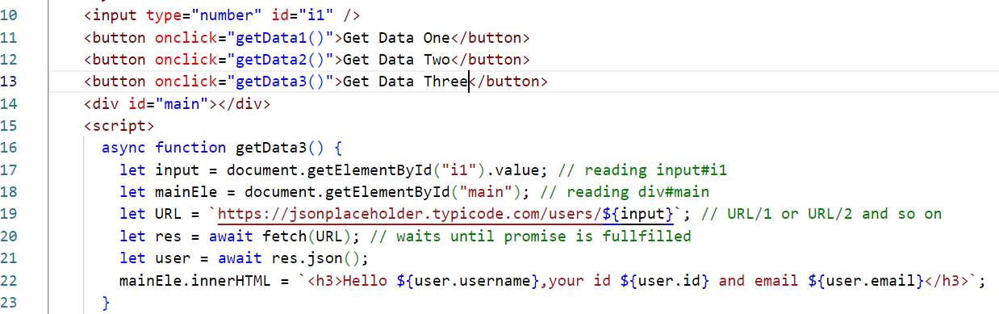 10 <input type="number" id="i1" />
11 <button onclick="getData1()">Get Data One</button>
12 <button onclick="getData2()">Get Data Two</button>
13 <button onclick="getData3()">Get Data Three</button>
14 <div id="main"></div>
15 <script>
16 async function getData3() {
17 let input = document.getElementById("i1").value; // reading input#i1
18 let mainEle = document.getElementById("main"); // reading div#main
19 let URL = `https://jsonplaceholder.typicode.com/users/${input}`; // URL/1 or URL/2 and so on
20 let res = await fetch(URL); // waits until promise is fullfilled
21 let user = await res.json();
22 mainEle.innerHTML = `<h3>Hello ${user.username},your id ${user.id} and email ${user.email}</h3>`;
23 }